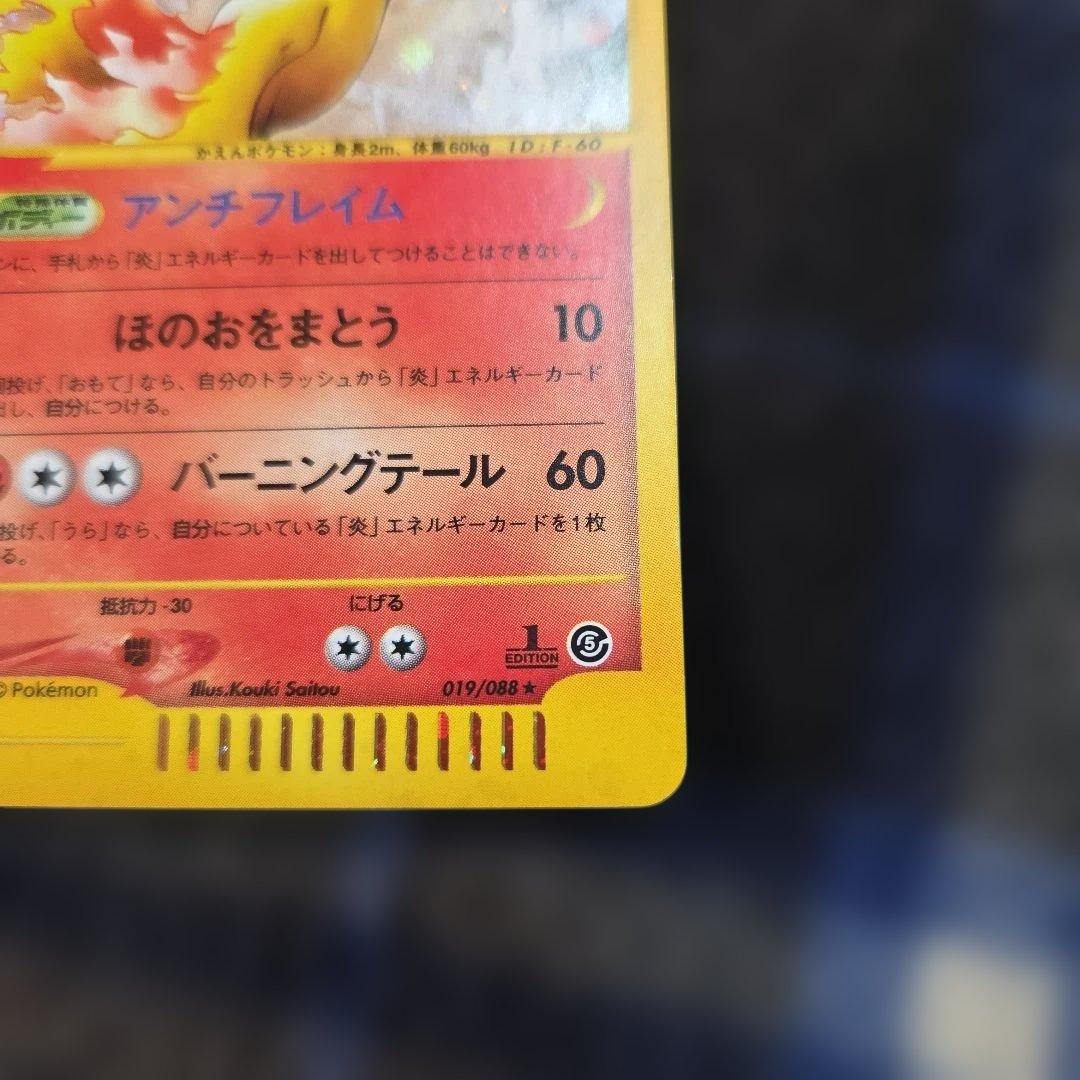 かえんポケモン：身長2m、体重60kg ID:F-60
アンチフレイム
ンに、手札から「炎」エネルギーカードを出してつけることはできない。
ほのおをまとう 10
投げ、「おもて」なら、自分のトラッシュから「炎」エネルギーカード
出し、自分につける。
バーニングテール 60
投げ、「うら」なら、自分についている「炎」エネルギーカードを1枚
る。
抵抗力 -30 にげる
1 EDITION 5
© Pokémon Illus.Kouki Saitou 019/088★